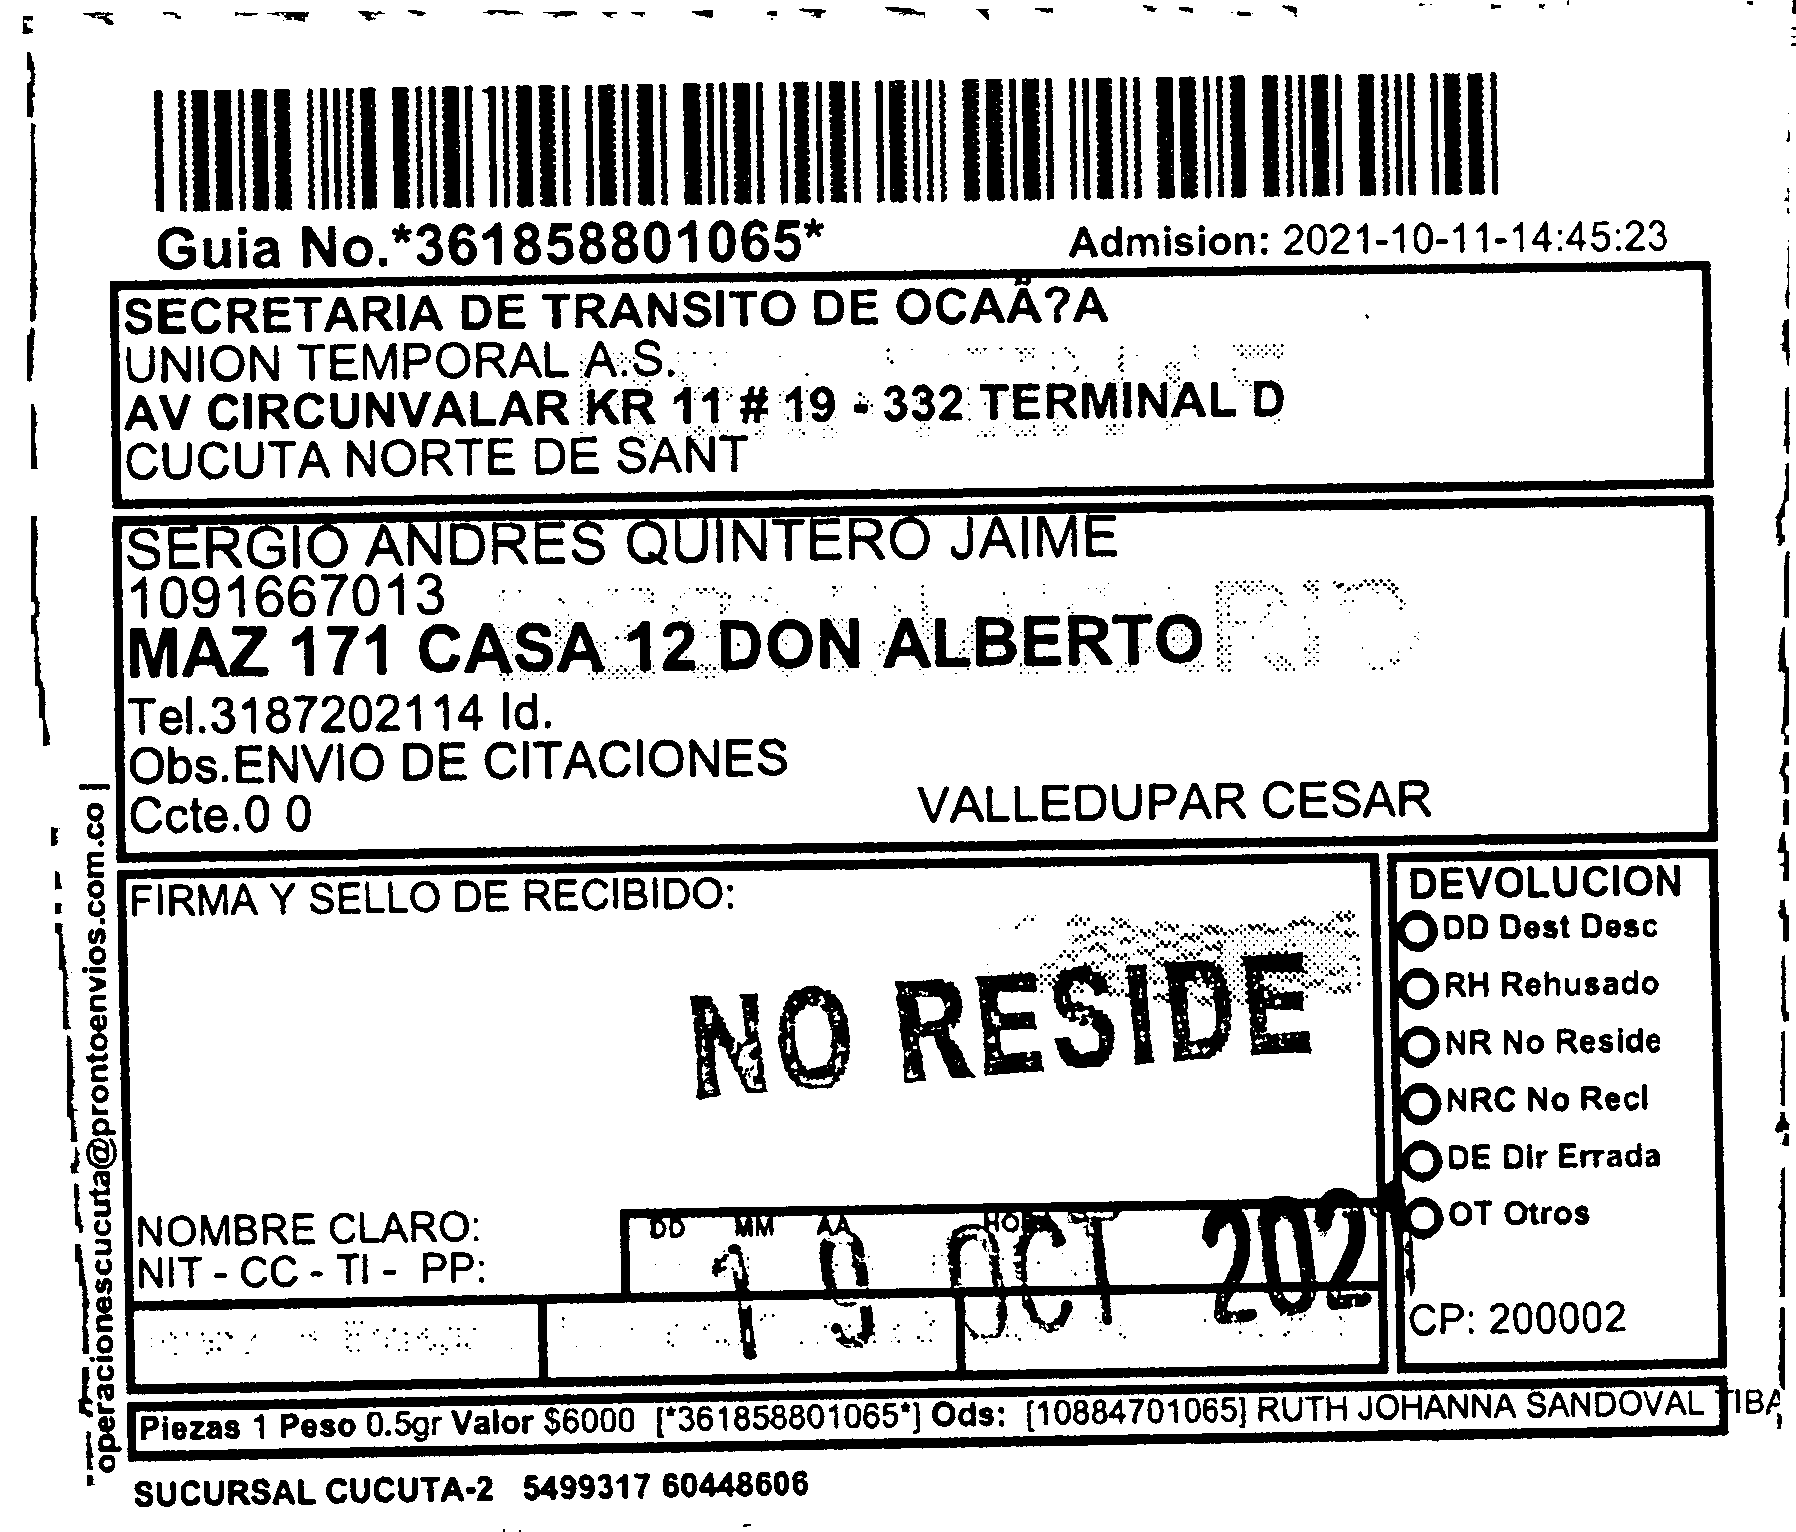 Guia No.*361858801065*
Admision: 2021-10-11-14:45:23
SECRETARIA DE TRANSITO DE OCAÃ?A
UNION TEMPORAL A.S.
AV CIRCUNVALAR KR 11 # 19 - 332 TERMINAL D
CUCUTA NORTE DE SANT
SERGIO ANDRES QUINTERO JAIME
1091667013
MAZ 171 CASA 12 DON ALBERTO
Tel.3187202114 Id.
Obs.ENVIO DE CITACIONES
Ccte.0 0
VALLEDUPAR CESAR
FIRMA Y SELLO DE RECIBIDO:
NO RESIDE
NOMBRE CLARO:
NIT - CC - TI - PP:
DD MM AA HORA
19 OCT 202
DEVOLUCION
DD Dest Desc
RH Rehusado
NR No Reside
NRC No Recl
DE Dir Errada
OT Otros
CP: 200002
Piezas 1 Peso 0.5gr Valor $6000 [*361858801065*] Ods: [10884701065] RUTH JOHANNA SANDOVAL TIBA
SUCURSAL CUCUTA-2 5499317 60448606
operacionescucuta@prontoenvios.com.co |